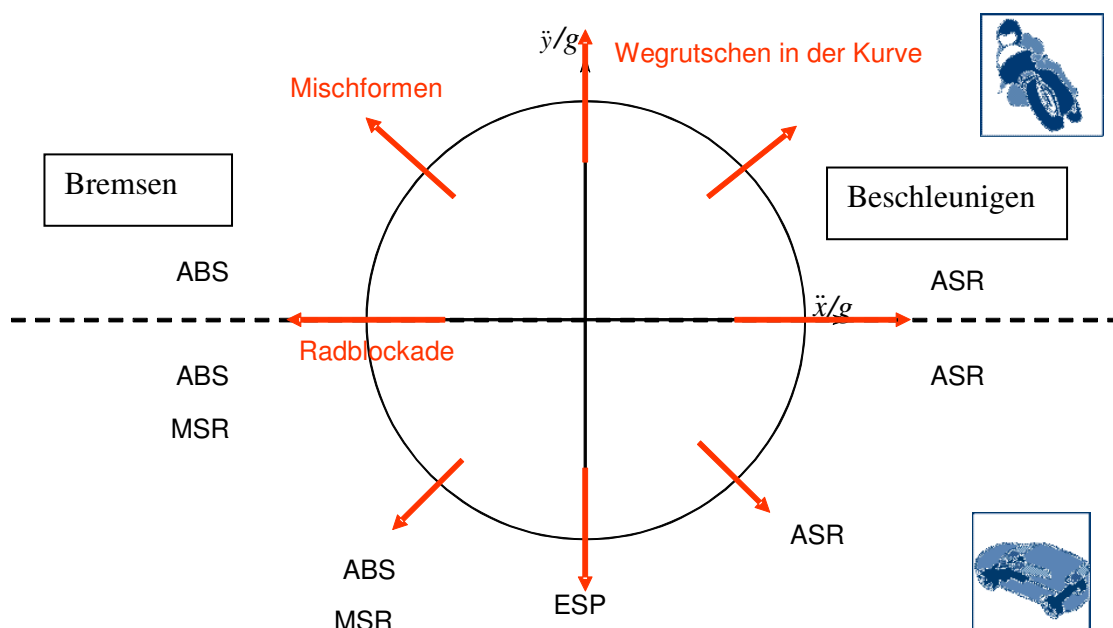 ÿ/g
Wegrutschen in der Kurve
Mischformen
Bremsen
Beschleunigen
ABS
ASR
ẍ/g
Radblockade
ABS
ASR
MSR
ASR
ABS
ESP
MSR